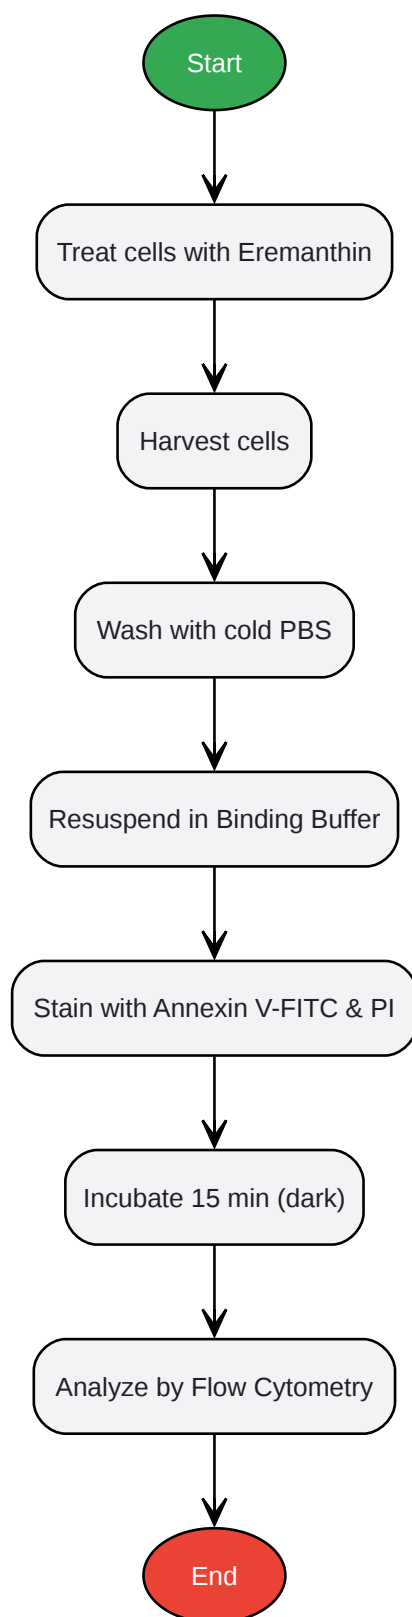 Start
Treat cells with Eremanthin
Harvest cells
Wash with cold PBS
Resuspend in Binding Buffer
Stain with Annexin V-FITC & PI
Incubate 15 min (dark)
Analyze by Flow Cytometry
End